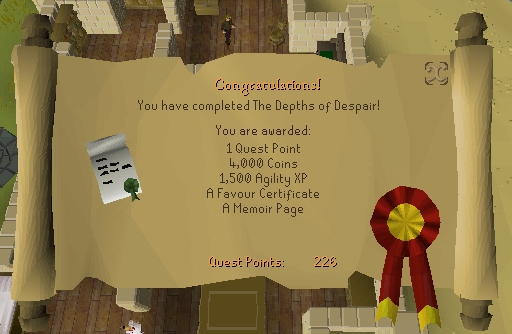 Congratulations!
You have completed The Depths of Despair!
You are awarded:
1 Quest Point
4,000 Coins
1,500 Agility XP
A Favour Certificate
A Memoir Page
Quest Points: 226